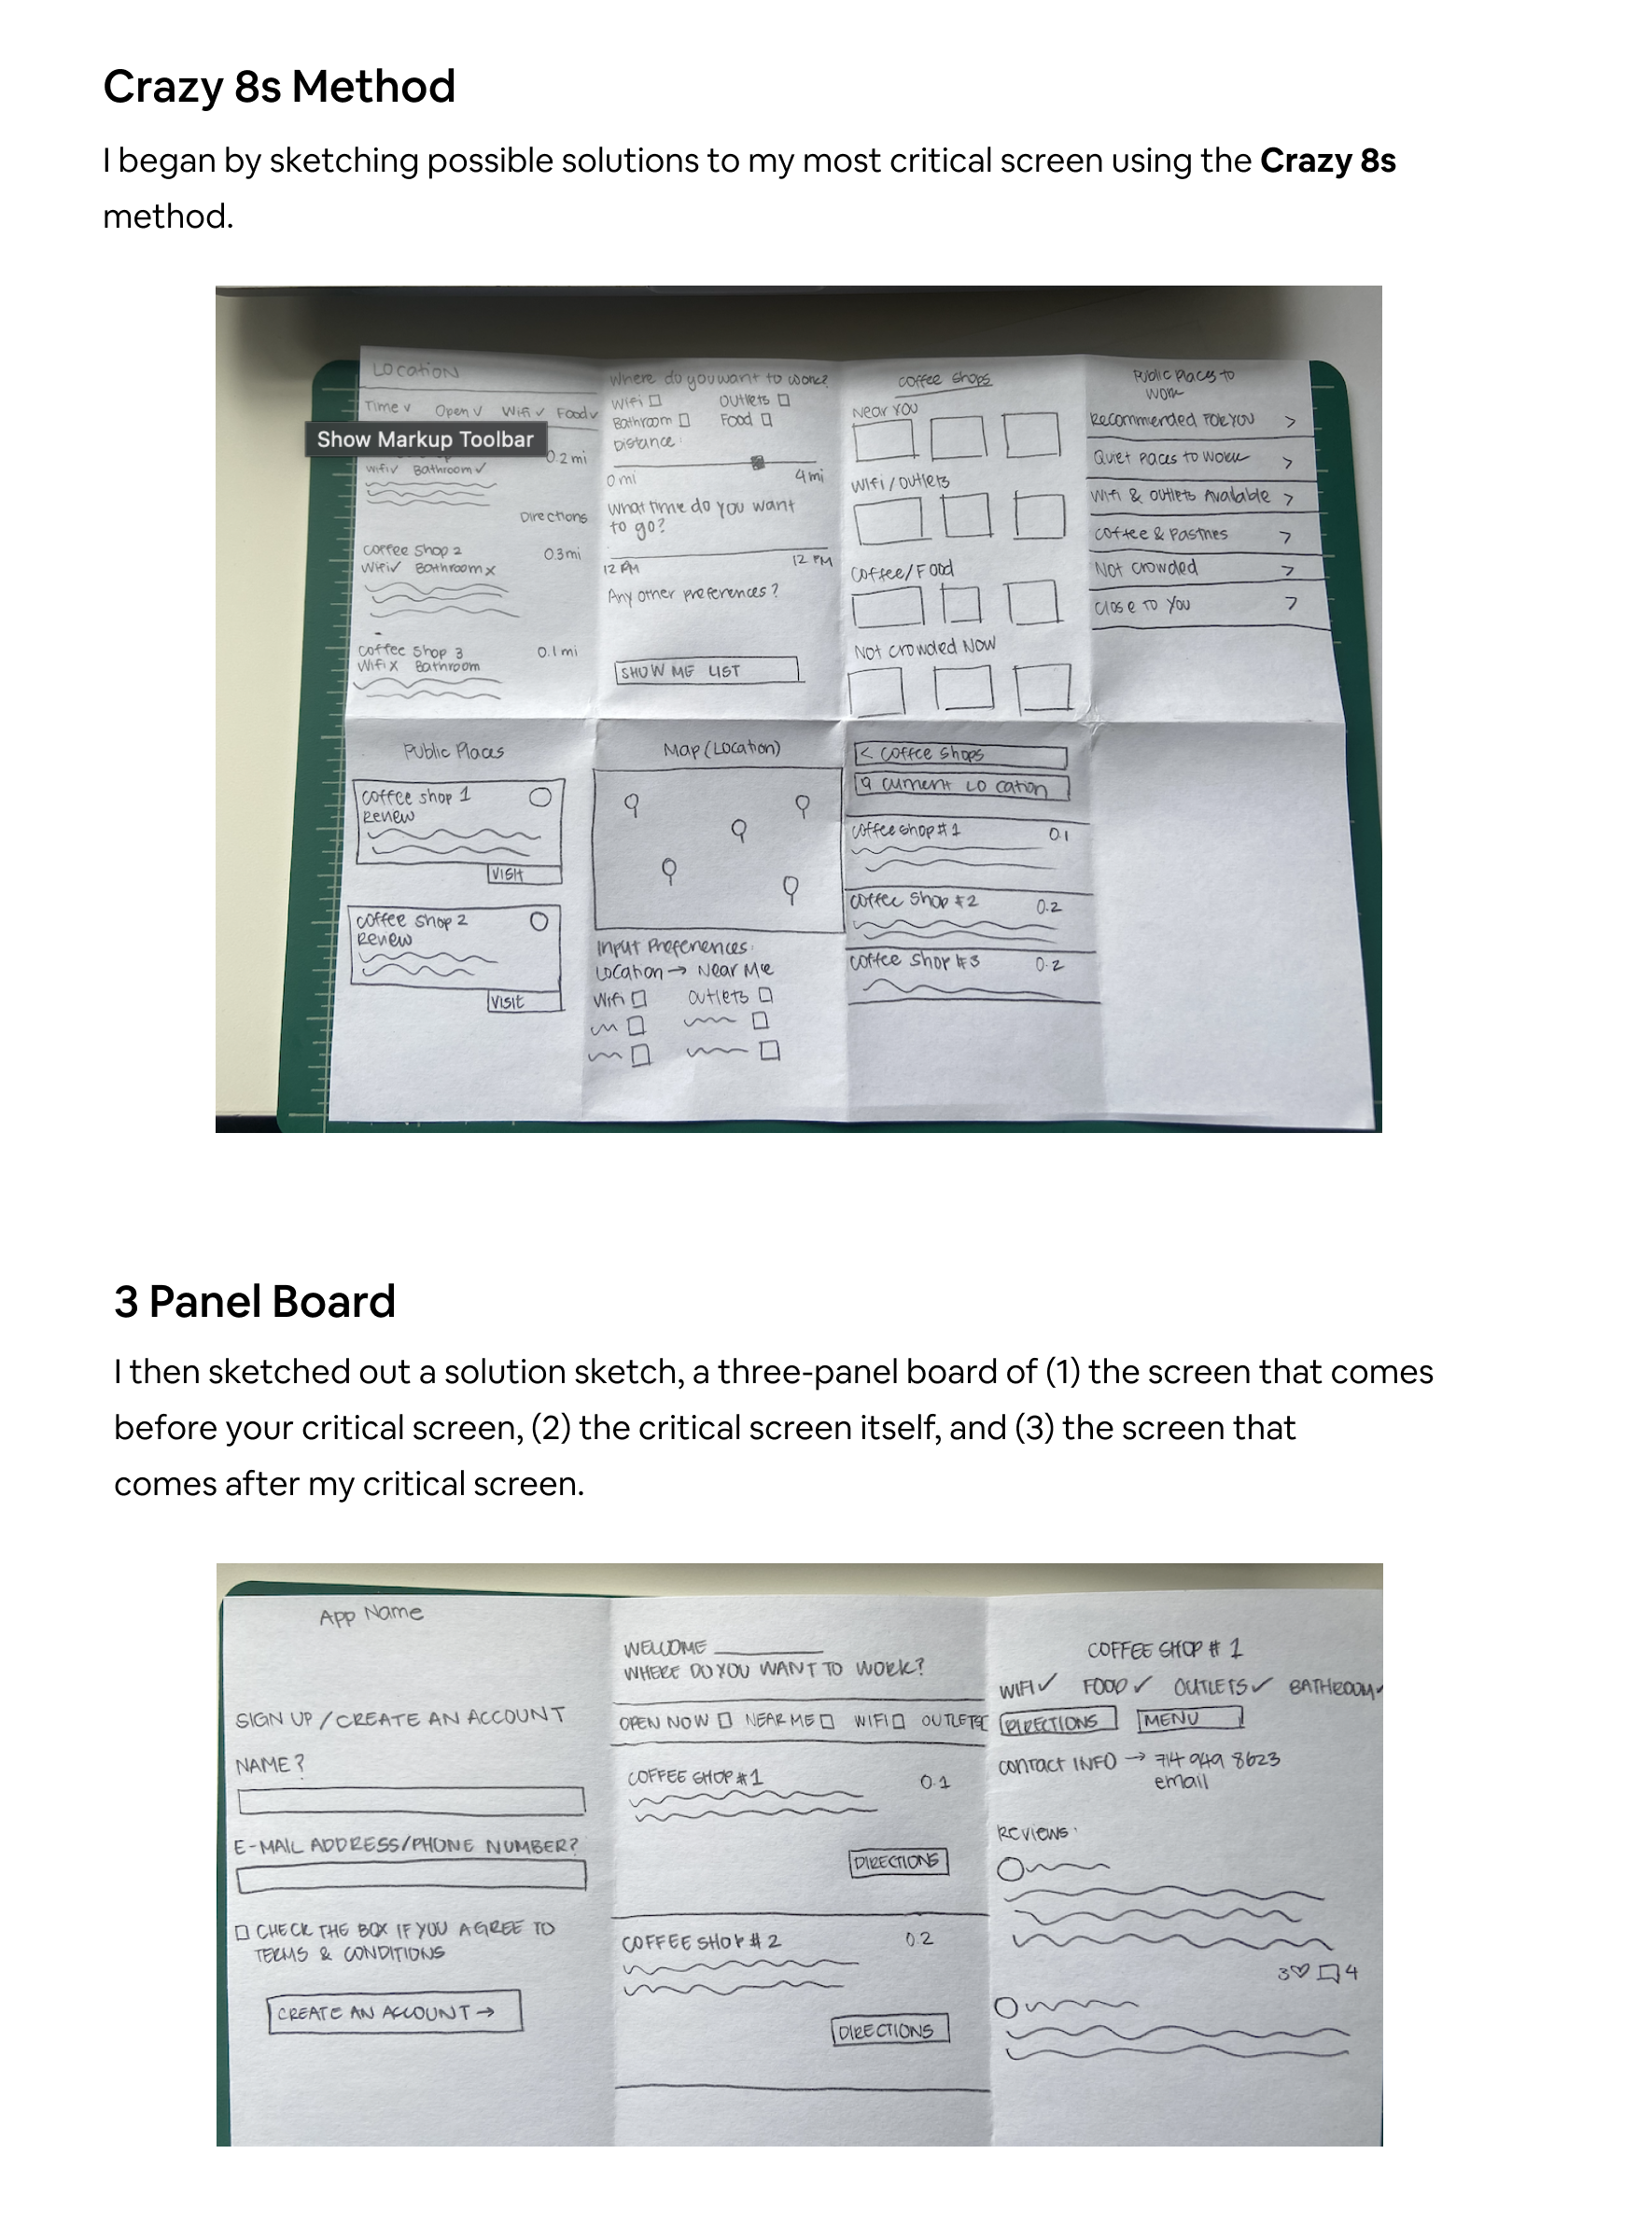 Crazy 8s Method
I began by sketching possible solutions to my most critical screen using the Crazy 8s
method.
Location
Time Open Wifi Food
Show Markup Toolbar
0.2 mi
Wifi Bathroom
Directions
Coffee Shop 2 0.3mi
Wifi Bathroom x
Coffee Shop 3 0.1 mi
Wifi x Bathroom
Where do you want to work?
Wifi Outlets
Bathroom Food
Distance:
0 mi 4 mi
What time do you want
to go?
12 PM
Any other preferences?
SHOW ME LIST
Coffee Shops
Near You
Wifi/outlets
Coffee/Food
Not Crowded Now
Public Places to
Work
Recommended For You >
Quiet Places to Work >
Wifi & Outlets Available >
Coffee & Pastries >
Not Crowded >
Close to You >
Public Places
Coffee Shop 1
Review
VISIT
Coffee Shop 2
Review
VISIT
Map (Location)
Input Preferences:
Location → Near Me
Wifi Outlets
< Coffee Shops
Current Location
Coffee Shop #1 0.1
Coffee Shop #2 0.2
Coffee Shop #3 0.2
3 Panel Board
I then sketched out a solution sketch, a three-panel board of (1) the screen that comes
before your critical screen, (2) the critical screen itself, and (3) the screen that
comes after my critical screen.
App Name
SIGN UP / CREATE AN ACCOUNT
NAME?
E-MAIL ADDRESS/PHONE NUMBER?
CHECK THE BOX IF YOU AGREE TO
TERMS & CONDITIONS
CREATE AN ACCOUNT →
WELCOME
WHERE DO YOU WANT TO WORK?
OPEN NOW NEAR ME WIFI OUTLETS
COFFEE SHOP #1 0.1
DIRECTIONS
COFFEE SHOP #2 0.2
DIRECTIONS
COFFEE SHOP # 1
WIFI ✓ FOOD ✓ OUTLETS ✓ BATHROOM ✓
DIRECTIONS MENU
Contact INFO → 714 949 8623
email
Reviews:
3 4